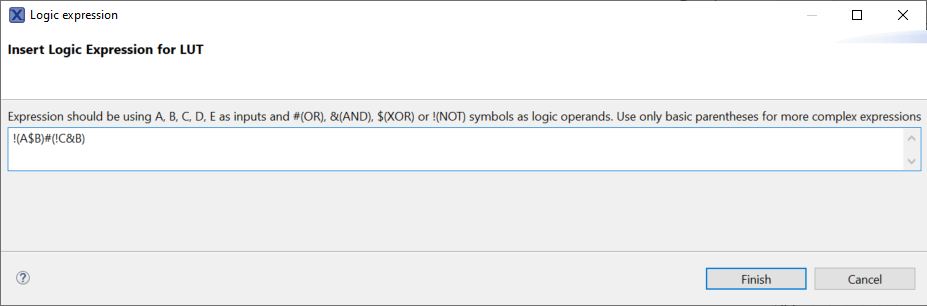 Logic expression
Insert Logic Expression for LUT
Expression should be using A, B, C, D, E as inputs and #(OR), &(AND), $(XOR) or !(NOT) symbols as logic operands. Use only basic parentheses for more complex expressions
!(A$B)#(!C&B)
Finish Cancel